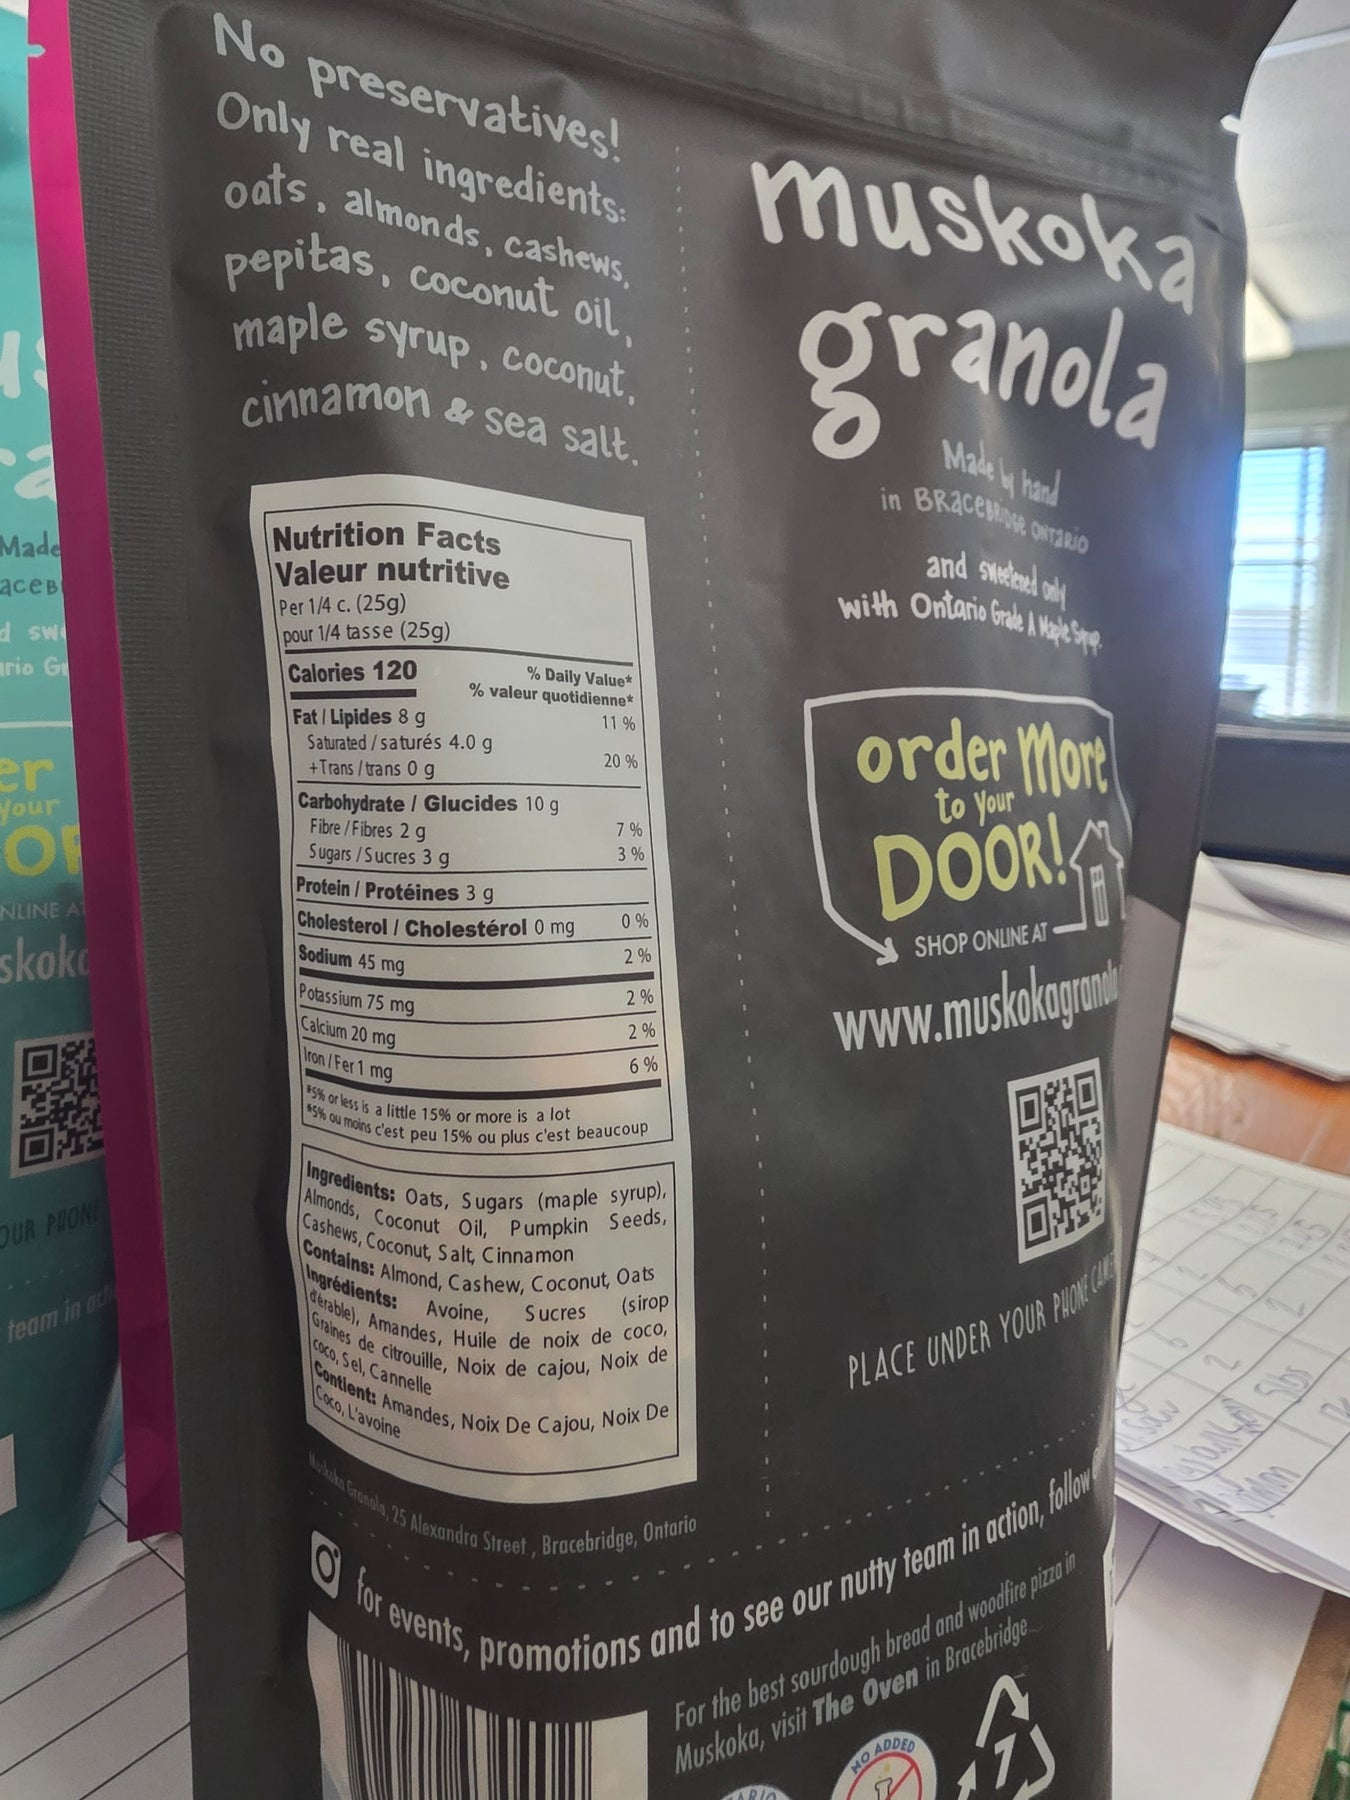 No preservatives!
Only real ingredients:
oats, almonds, cashews,
pepitas, coconut oil,
maple syrup, coconut,
cinnamon & sea salt.
Nutrition Facts
Valeur nutritive
Per 1/4 c. (25g)
pour 1/4 tasse (25g)
Calories 120
% Daily Value*
% valeur quotidienne*
Fat / Lipides 8 g 11 %
Saturated / saturés 4.0 g
+ Trans / trans 0 g 20 %
Carbohydrate / Glucides 10 g
Fibre / Fibres 2 g 7 %
Sugars / Sucres 3 g 3 %
Protein / Protéines 3 g
Cholesterol / Cholestérol 0 mg 0 %
Sodium 45 mg 2 %
Potassium 75 mg 2 %
Calcium 20 mg 2 %
Iron / Fer 1 mg 6 %
*5% or less is a little 15% or more is a lot
*5% ou moins c'est peu 15% ou plus c'est beaucoup
Ingredients: Oats, Sugars (maple syrup),
Almonds, Coconut Oil, Pumpkin Seeds,
Cashews, Coconut, Salt, Cinnamon
Contains: Almond, Cashew, Coconut, Oats
Ingrédients: Avoine, Sucres (sirop
d'érable), Amandes, Huile de noix de coco,
Graines de citrouille, Noix de cajou, Noix de
coco, Sel, Cannelle
Contient: Amandes, Noix De Cajou, Noix De
Coco, L'avoine
Muskoka Granola, 25 Alexandra Street, Bracebridge, Ontario
muskoka
granola
Made by hand
in BRACEBRIDGE ONTARIO
and sweetened only
with Ontario Grade A Maple Syrup.
order More
to your
DOOR!
SHOP ONLINE AT
www.muskokagranol
PLACE UNDER YOUR PHONE CAME
for events, promotions and to see our nutty team in action, follow
For the best sourdough bread and woodfire pizza in
Muskoka, visit The Oven in Bracebridge
NO ADDED
7
Made
er
your
NLINE A
skoka
OUR PHONE
team in